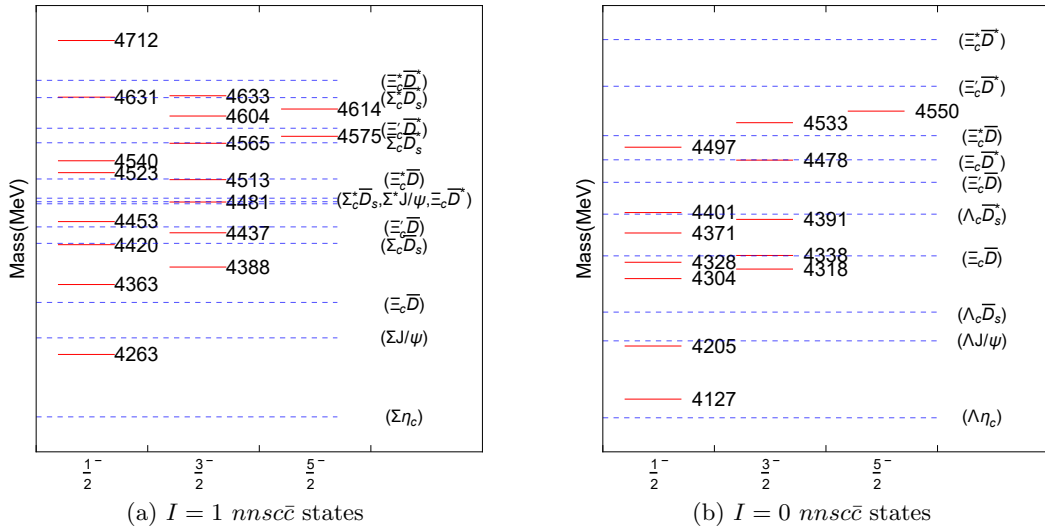 Mass(MeV)
4712
(Ξc*D̅*)
4631
4633
(Σc*D̅s*)
4604
4614
(Ξc′D̅*)
4565
4575
ΣcD̅s*)
4540
4523
4513
(Ξc*D̅)
4481
(Σc*D̅s,Σ*J/ψ,ΞcD̅*)
4453
4437
(Ξc′D̅)
4420
(ΣcD̅s)
4388
4363
(ΞcD̅)
(ΣJ/ψ)
4263
(Σηc)
1/2⁻ 3/2⁻ 5/2⁻
(a) I = 1 nnscc̄ states
Mass(MeV)
(Ξc*D̅*)
(Ξc′D̅*)
4550
4533
(Ξc*D̅)
4497
4478
(ΞcD̅*)
(Ξc′D̅)
4401
4391
(ΛcD̅s*)
4371
4338
(ΞcD̅)
4328
4318
4304
(ΛcD̅s)
(ΛJ/ψ)
4205
4127
(Ληc)
1/2⁻ 3/2⁻ 5/2⁻
(b) I = 0 nnscc̄ states